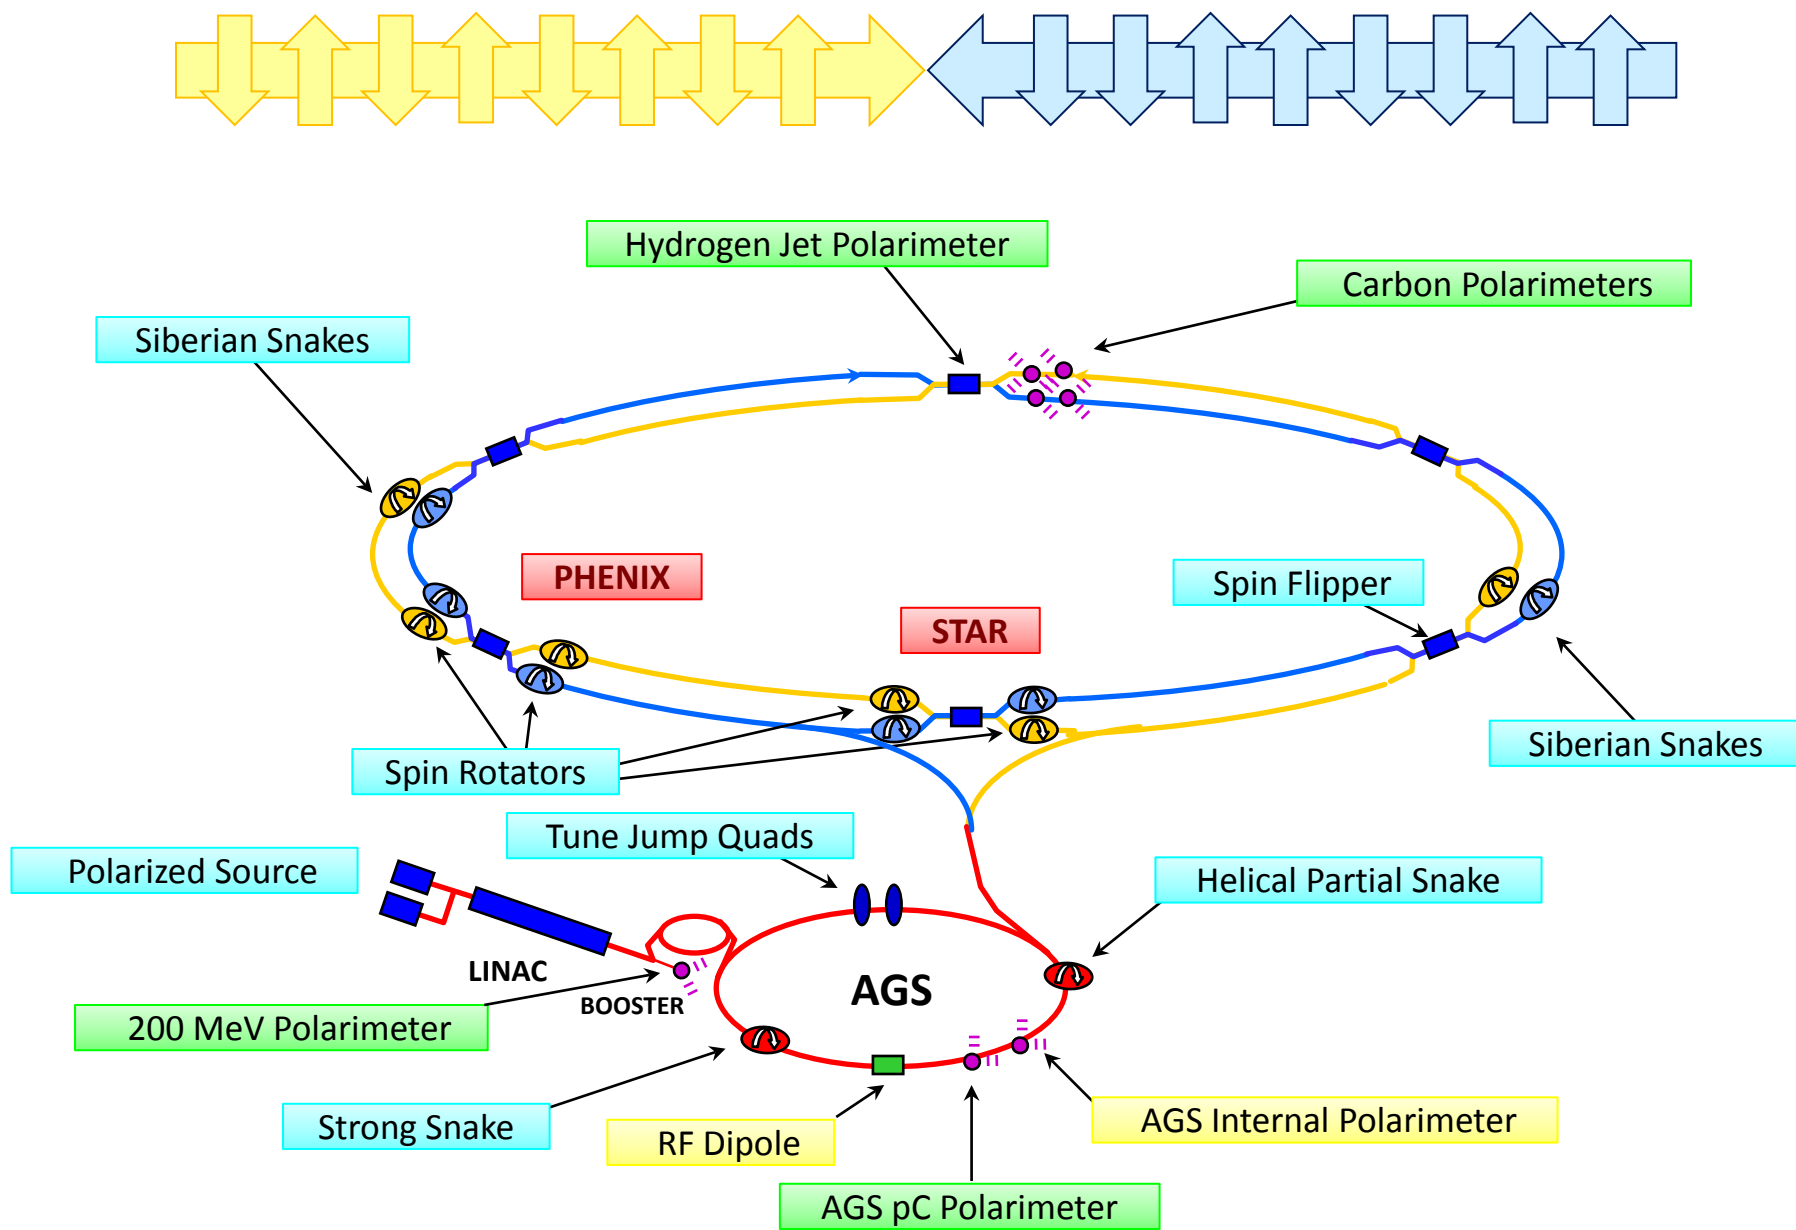 Hydrogen Jet Polarimeter
Carbon Polarimeters
Siberian Snakes
PHENIX
Spin Flipper
STAR
Siberian Snakes
Spin Rotators
Tune Jump Quads
Polarized Source
Helical Partial Snake
LINAC
AGS
BOOSTER
200 MeV Polarimeter
AGS Internal Polarimeter
Strong Snake
RF Dipole
AGS pC Polarimeter